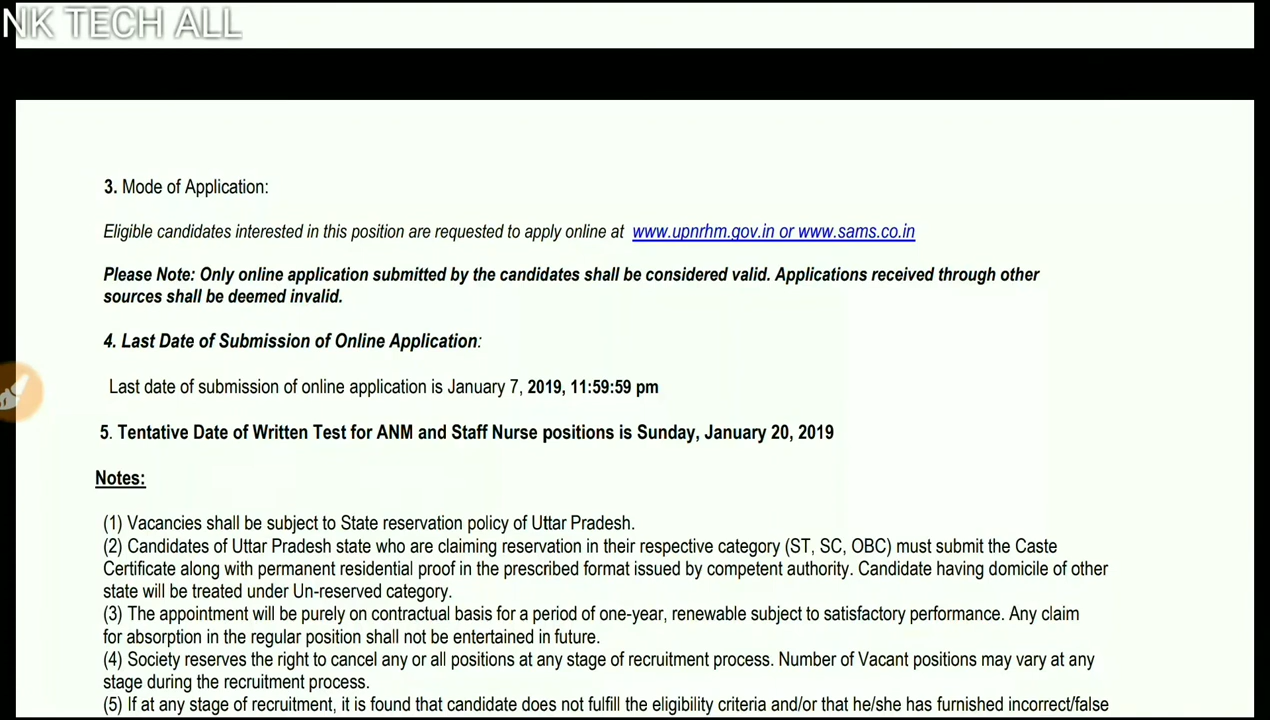 NK TECH ALL
3. Mode of Application:
Eligible candidates interested in this position are requested to apply online at www.upnrhm.gov.in or www.sams.co.in
Please Note: Only online application submitted by the candidates shall be considered valid. Applications received through other
sources shall be deemed invalid.
4. Last Date of Submission of Online Application:
Last date of submission of online application is January 7, 2019, 11:59:59 pm
5. Tentative Date of Written Test for ANM and Staff Nurse positions is Sunday, January 20, 2019
Notes:
(1) Vacancies shall be subject to State reservation policy of Uttar Pradesh.
(2) Candidates of Uttar Pradesh state who are claiming reservation in their respective category (ST, SC, OBC) must submit the Caste
Certificate along with permanent residential proof in the prescribed format issued by competent authority. Candidate having domicile of other
state will be treated under Un-reserved category.
(3) The appointment will be purely on contractual basis for a period of one-year, renewable subject to satisfactory performance. Any claim
for absorption in the regular position shall not be entertained in future.
(4) Society reserves the right to cancel any or all positions at any stage of recruitment process. Number of Vacant positions may vary at any
stage during the recruitment process.
(5) If at any stage of recruitment, it is found that candidate does not fulfill the eligibility criteria and/or that he/she has furnished incorrect/false